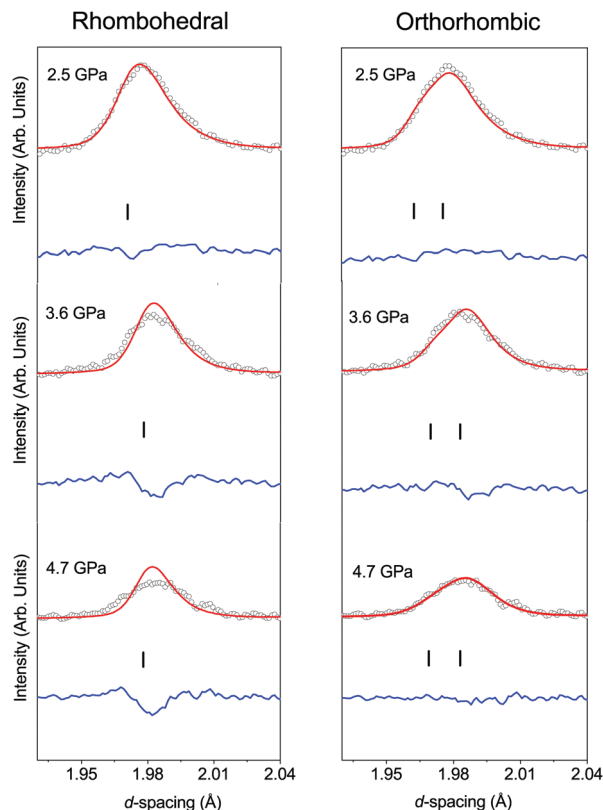 Rhombohedral
Orthorhombic
Intensity (Arb. Units)
2.5 GPa
2.5 GPa
Intensity (Arb. Units)
3.6 GPa
3.6 GPa
Intensity (Arb. Units)
4.7 GPa
4.7 GPa
1.95 1.98 2.01 2.04
1.95 1.98 2.01 2.04
d-spacing (Å)
d-spacing (Å)